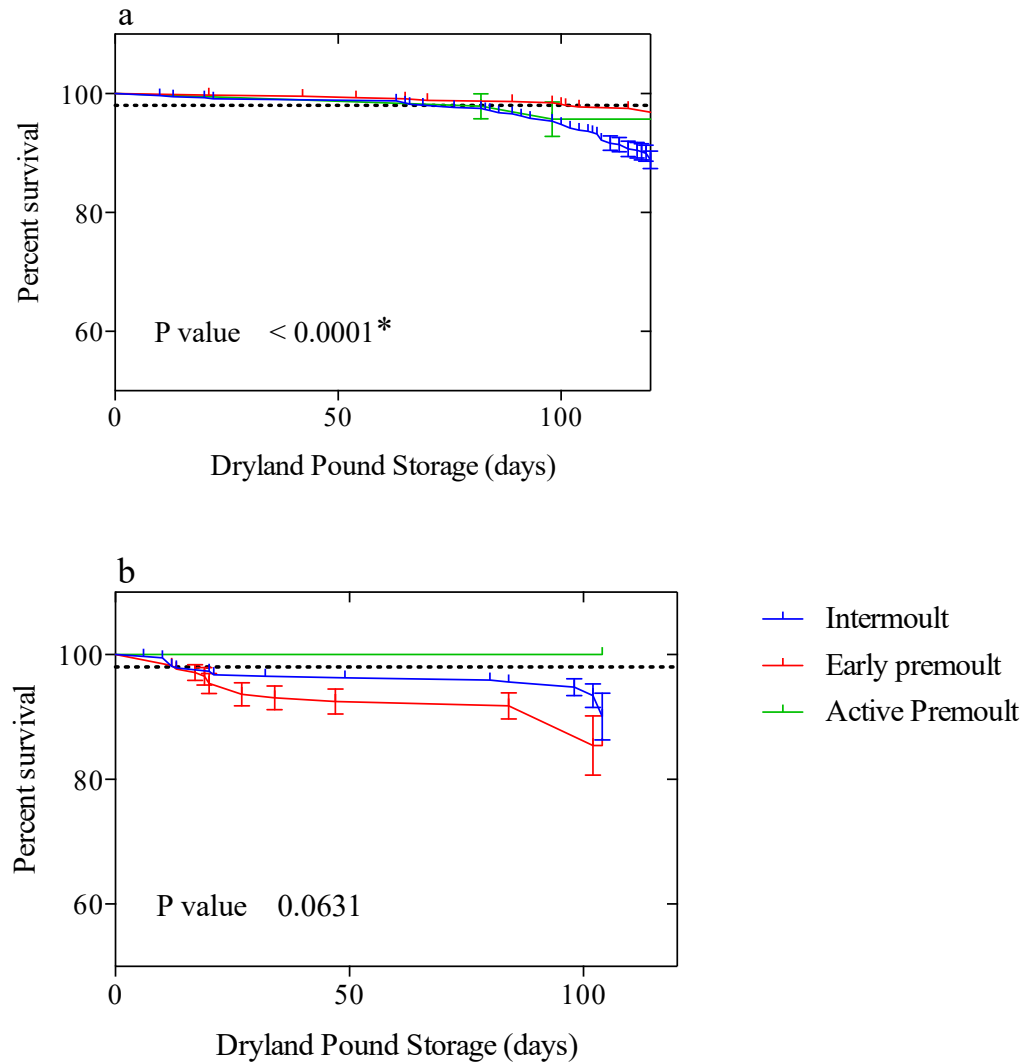 a
100
80
60
Percent survival
P value < 0.0001*
0 50 100
Dryland Pound Storage (days)
b
100
80
60
Percent survival
P value 0.0631
0 50 100
Dryland Pound Storage (days)
Intermoult
Early premoult
Active Premoult